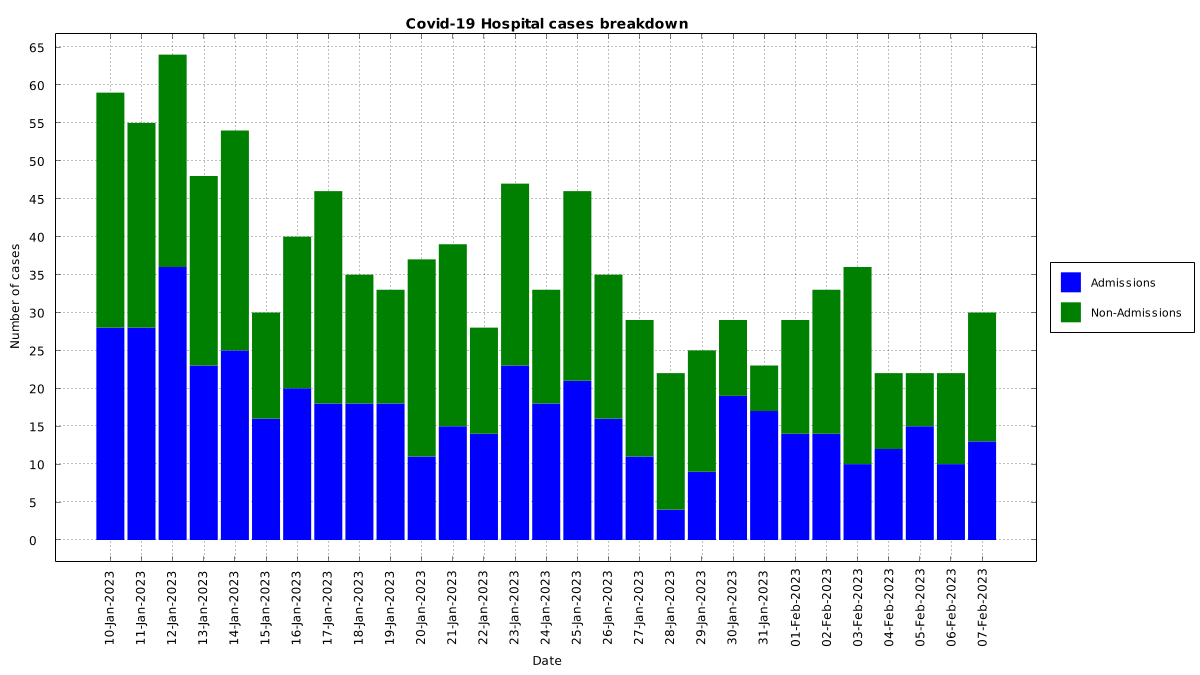 Covid-19 Hospital cases breakdown
65
60
55
50
45
40
35
30
25
20
15
10
5
0
Number of cases
10-Jan-2023
11-Jan-2023
12-Jan-2023
13-Jan-2023
14-Jan-2023
15-Jan-2023
16-Jan-2023
17-Jan-2023
18-Jan-2023
19-Jan-2023
20-Jan-2023
21-Jan-2023
22-Jan-2023
23-Jan-2023
24-Jan-2023
25-Jan-2023
26-Jan-2023
27-Jan-2023
28-Jan-2023
29-Jan-2023
30-Jan-2023
31-Jan-2023
01-Feb-2023
02-Feb-2023
03-Feb-2023
04-Feb-2023
05-Feb-2023
06-Feb-2023
07-Feb-2023
Date
Admissions
Non-Admissions